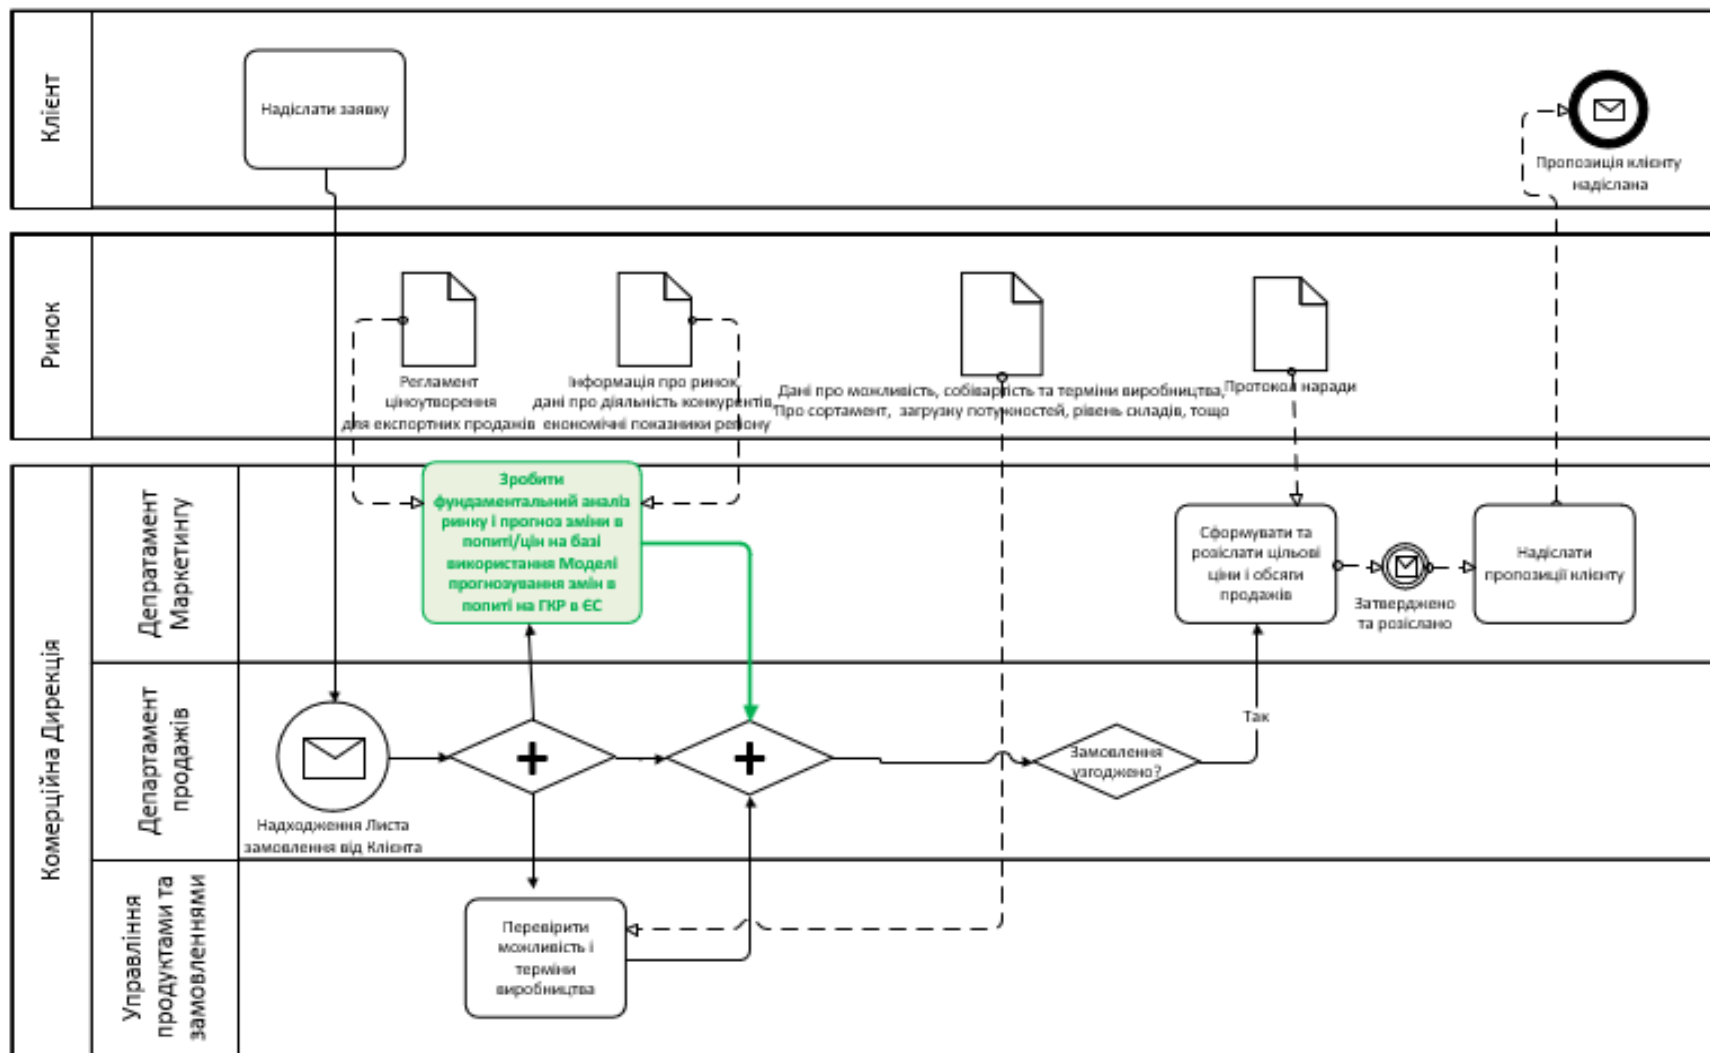 Клієнт
Надіслати заявку
Пропозиція клієнту
надіслана
Ринок
Регламент
ціноутворення
для експортних продажів
Інформація про ринок,
дані про діяльність конкурентів,
економічні показники регіону
Дані про можливість, собівартість та терміни виробництва,
Про сортамент, загрузку потужностей, рівень складів, тощо
Протокол наради
Комерційна Дирекція
Депратамент
Маркетингу
Зробити
фундаментальний аналіз
ринку і прогноз зміни в
попиті/цін на базі
використання Моделі
прогнозування змін в
попиті на ГКР в ЄС
Сформувати та
розіслати цільові
ціни і обсяги
продажів
Затверджено
та розіслано
Надіслати
пропозиції клієнту
Департамент
продажів
Надходження Листа
замовлення від Клієнта
Замовлення
узгоджено?
Так
Управління
продуктами та
замовленнями
Перевірити
можливість і
терміни
виробництва